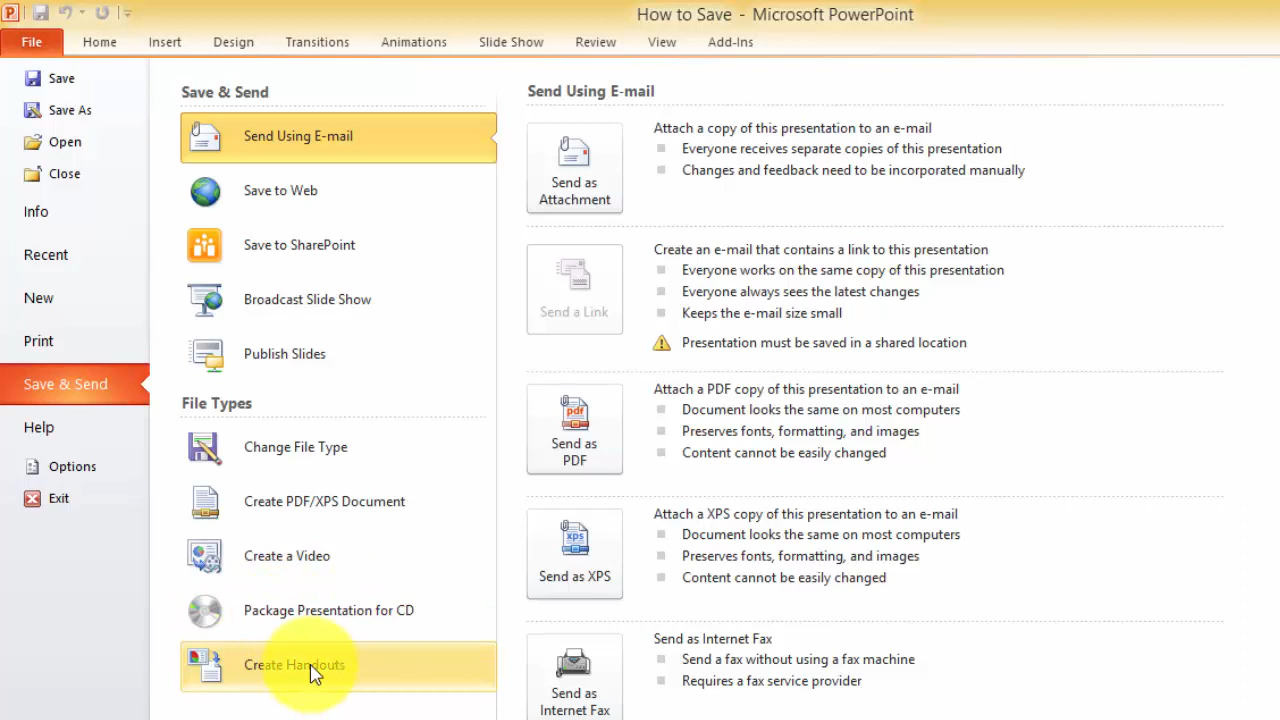 How to Save - Microsoft PowerPoint
File Home Insert Design Transitions Animations Slide Show Review View Add-Ins
Save
Save As
Open
Close
Info
Recent
New
Print
Save & Send
Help
Options
Exit
Save & Send
Send Using E-mail
Save to Web
Save to SharePoint
Broadcast Slide Show
Publish Slides
File Types
Change File Type
Create PDF/XPS Document
Create a Video
Package Presentation for CD
Create Handouts
Send Using E-mail
Send as
Attachment
Attach a copy of this presentation to an e-mail
Everyone receives separate copies of this presentation
Changes and feedback need to be incorporated manually
Send a Link
Create an e-mail that contains a link to this presentation
Everyone works on the same copy of this presentation
Everyone always sees the latest changes
Keeps the e-mail size small
Presentation must be saved in a shared location
pdf
Send as
PDF
Attach a PDF copy of this presentation to an e-mail
Document looks the same on most computers
Preserves fonts, formatting, and images
Content cannot be easily changed
xps
Send as XPS
Attach a XPS copy of this presentation to an e-mail
Document looks the same on most computers
Preserves fonts, formatting, and images
Content cannot be easily changed
Send as
Internet Fax
Send as Internet Fax
Send a fax without using a fax machine
Requires a fax service provider